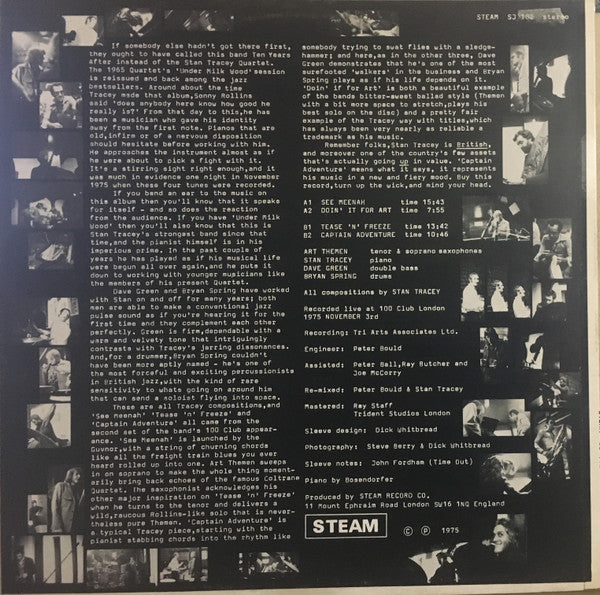 STEAM SJ 102 stereo
If somebody else hadn't got there first,
they ought to have called this band Ten Years
After instead of the Stan Tracey Quartet.
The 1965 Quartet's 'Under Milk Wood' session
is reissued and back among the jazz
bestsellers. Around about the time
Tracey made that album, Sonny Rollins
said 'does anybody here know how good he
really is?' From that day to this, he has
been a musician who gave his identity
away from the first note. Pianos that are
old, infirm or of a nervous disposition
should hesitate before working with him.
He approaches the instrument almost as if
he were about to pick a fight with it.
It's a stirring sight right enough, and it
was much in evidence one night in November
1975 when these four tunes were recorded.
If you bend an ear to the music on
this album then you'll know that it speaks
for itself - and so does the reaction
from the audience. If you have 'Under Milk
Wood' then you'll also know that this is
Stan Tracey's strongest band since that
time, and the pianist himself is in his
imperious prime. In the past couple of
years he has played as if his musical life
were begun all over again, and he puts it
down to working with younger musicians like
the members of his present Quartet.
Dave Green and Bryan Spring have worked
with Stan on and off for many years; both
men are able to make a conventional jazz
pulse sound as if you're hearing it for the
first time and they complement each other
perfectly. Green is firm, dependable with a
warm and velvety tone that intriguingly
contrasts with Tracey's jarring dissonances.
And, for a drummer, Bryan Spring couldn't
have been more aptly named - he's one of
the most forceful and exciting percussionists
in British jazz, with the kind of rare
sensitivity to whats going on around him
that can send a soloist flying into space.
These are all Tracey compositions, and
'See Meenah' 'Tease 'n' Freeze' and
'Captain Adventure' all came from the
second set of the band's 100 Club appear-
ance. 'See Meenah' is launched by the
Guvnor, with a string of churning chords
like all the freight train blues you ever
heard rolled up into one. Art Themen sweeps
in on soprano to make the whole thing moment-
arily bring back echoes of the famous Coltrane
Quartet. The saxophonist acknowledges his
other major inspiration on 'Tease 'n' Freeze'
when he turns to the tenor and delivers a
wild, raucous Rollins-like solo that is never-
theless pure Themen. 'Captain Adventure' is
a typical Tracey piece, starting with the
pianist stabbing chords into the rhythm like
somebody trying to swat flies with a sledge-
hammer; and here, as in the other three, Dave
Green demonstrates that he's one of the most
surefooted 'walkers' in the business and Bryan
Spring plays as if his life depends on it.
'Doin' if for Art' is both a beautiful example
of the bands bitter-sweet ballad style (Themen
with a bit more space to stretch, plays his
best solo on the disc) and a pretty fair
example of the Tracey way with titles, which
has always been very nearly as reliable a
trademark as his music.
Remember folks, Stan Tracey is British,
and moreover one of the country's few assets
that's actually going up in value. 'Captain
Adventure' means what it says, it represents
his music in a new and fiery mood. Buy this
record, turn up the wick, and mind your head.
A1 SEE MEENAH time 15:43
A2 DOIN' IT FOR ART time 7:55
B1 TEASE 'N' FREEZE time 13:42
B2 CAPTAIN ADVENTURE time 10:46
ART THEMEN tenor & soprano saxophones
STAN TRACEY piano
DAVE GREEN double bass
BRYAN SPRING drums
All compositions by STAN TRACEY
Recorded live at 100 Club London
1975 NOVEMBER 3rd
Recording: Tri Arts Associates Ltd.
Engineer: Peter Bould
Assisted: Peter Ball, Ray Butcher and
Joe McCorry
Re-mixed: Peter Bould & Stan Tracey
Mastered: Ray Staff
Trident Studios London
Sleeve design: Dick Whitbread
Photography: Steve Berry & Dick Whitbread
Sleeve notes: John Fordham (Time Out)
Piano by Bosendorfer
Produced by STEAM RECORD CO.
11 Mount Ephraim Road London SW16 1NQ England
STEAM © ℗ 1975